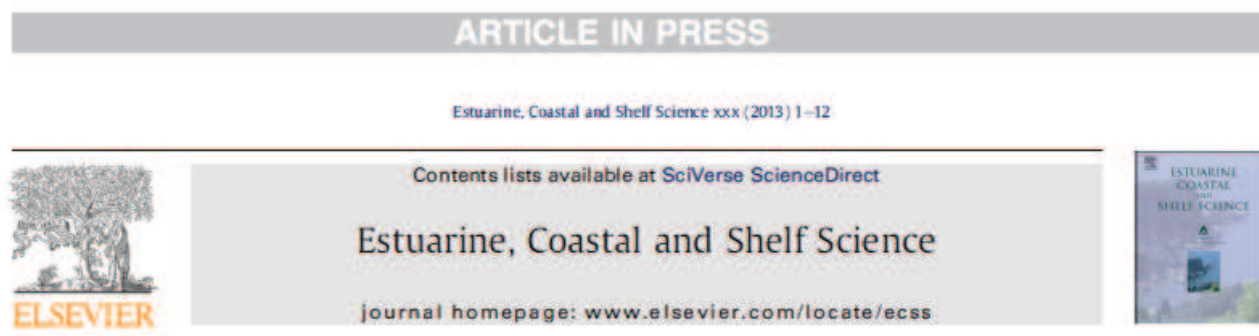 ARTICLE IN PRESS
Estuarine, Coastal and Shelf Science xxx (2013) 1–12
Contents lists available at SciVerse ScienceDirect
Estuarine, Coastal and Shelf Science
journal homepage: www.elsevier.com/locate/ecss
ELSEVIER
ESTUARINE
COASTAL
AND
SHELF SCIENCE